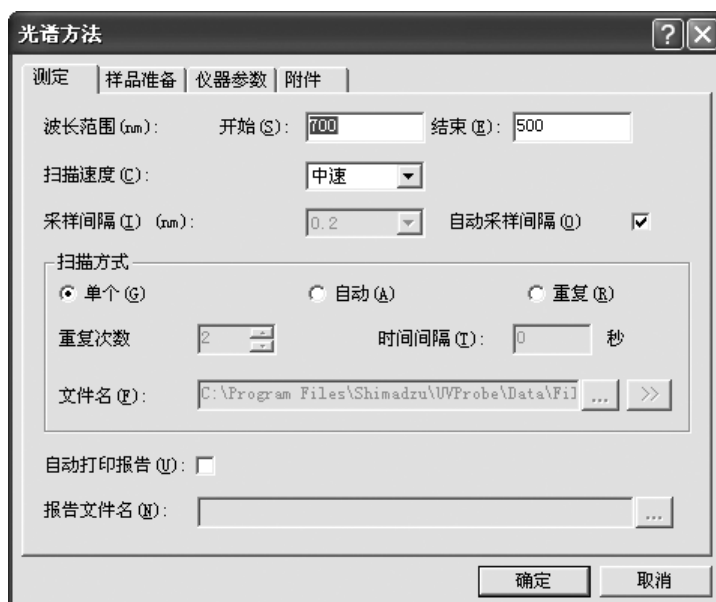 光谱方法
测定 样品准备 仪器参数 附件
波长范围(nm): 开始(S): 700 结束(E): 500
扫描速度(C): 中速
采样间隔(I) (nm): 0.2 自动采样间隔(O)
扫描方式
单个(G) 自动(A) 重复(R)
重复次数 2 时间间隔(T): 0 秒
文件名(F): C:\Program Files\Shimadzu\UVProbe\Data\Fil ... >>
自动打印报告(U):
报告文件名(N): ...
确定 取消